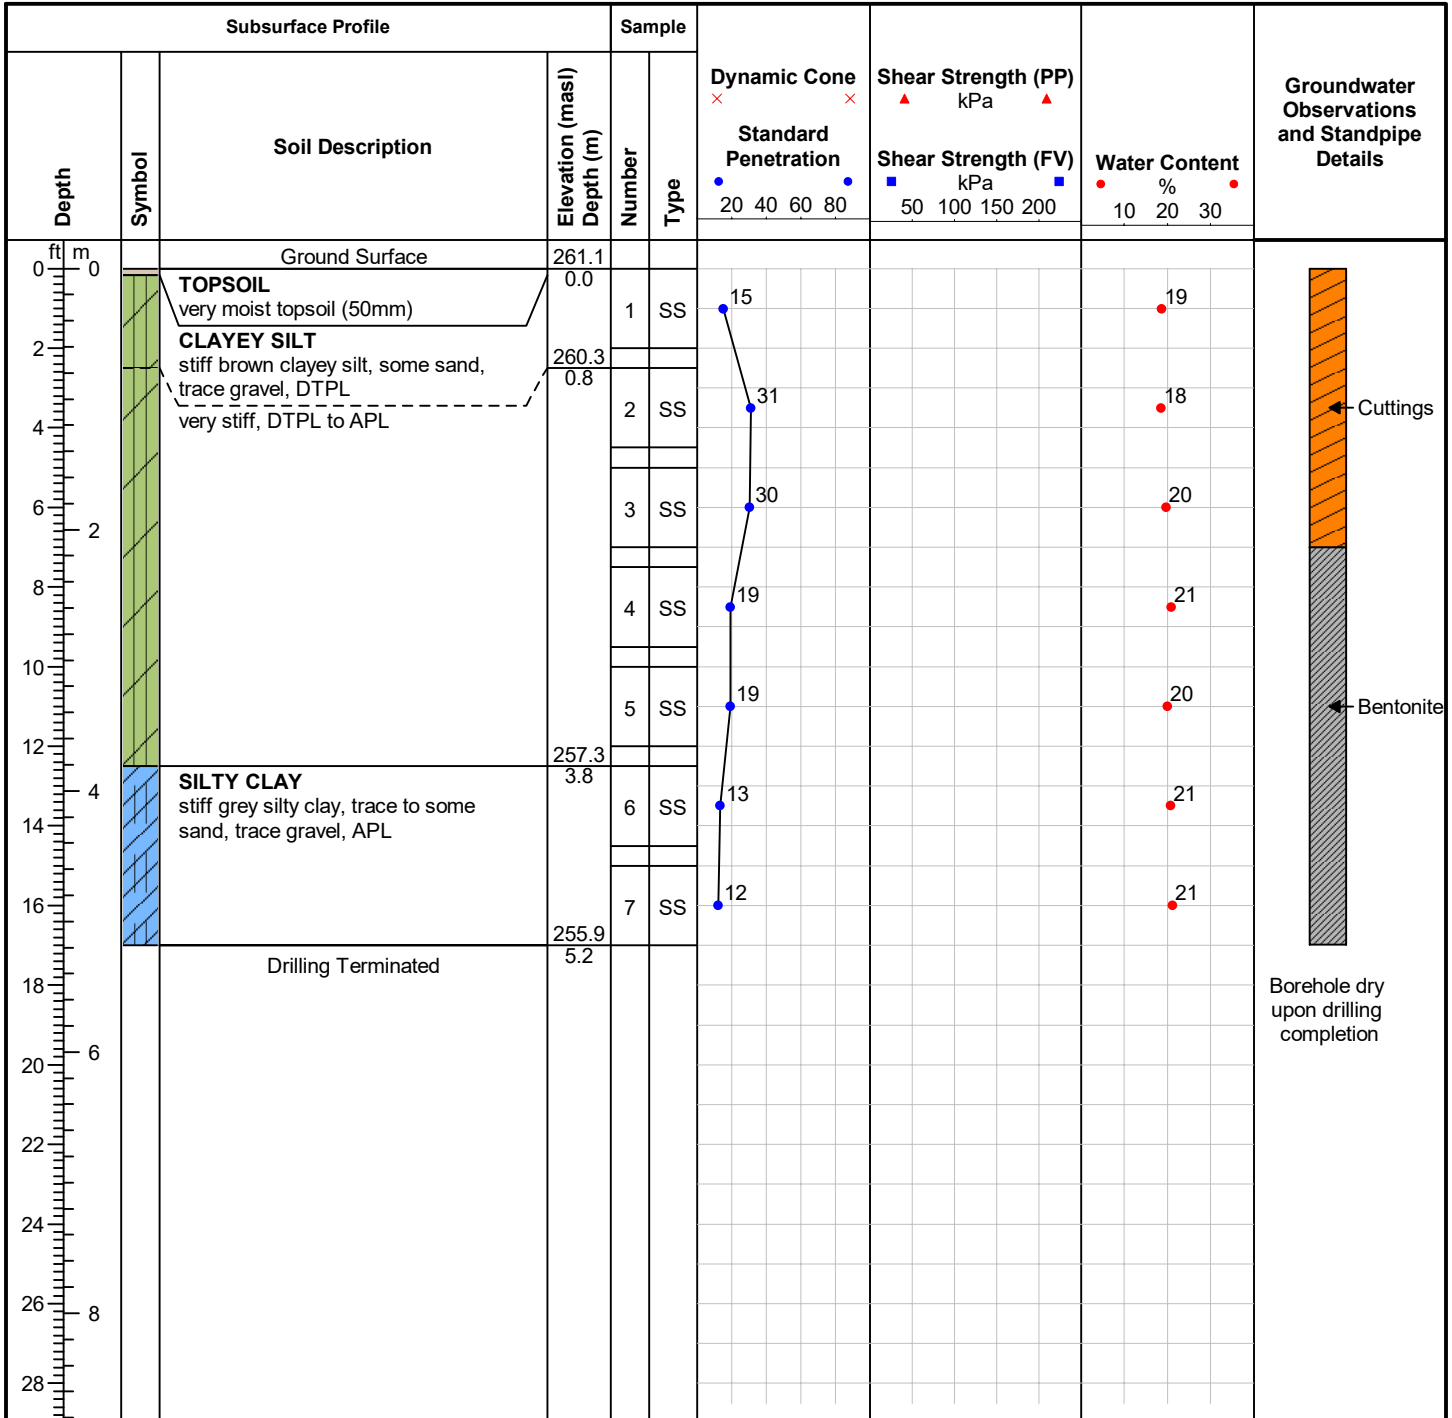 Subsurface Profile
Sample
Depth
Symbol
Soil Description
Elevation (masl)
Depth (m)
Number
Type
Dynamic Cone
Standard
Penetration
20 40 60 80
Shear Strength (PP)
kPa
Shear Strength (FV)
kPa
50 100 150 200
Water Content
%
10 20 30
Groundwater
Observations
and Standpipe
Details
ft m
Ground Surface
261.1
0 0
0.0
TOPSOIL
very moist topsoil (50mm)
1 SS
15
19
CLAYEY SILT
2
stiff brown clayey silt, some sand,
trace gravel, DTPL
260.3
0.8
very stiff, DTPL to APL
2 SS
31
18
Cuttings
4
3 SS
30
20
6
2
8
4 SS
19
21
10
5 SS
19
20
Bentonite
12
257.3
3.8
SILTY CLAY
stiff grey silty clay, trace to some
sand, trace gravel, APL
4
6 SS
13
21
14
7 SS
12
21
16
255.9
5.2
Drilling Terminated
18
Borehole dry
upon drilling
completion
6
20
22
24
26
8
28